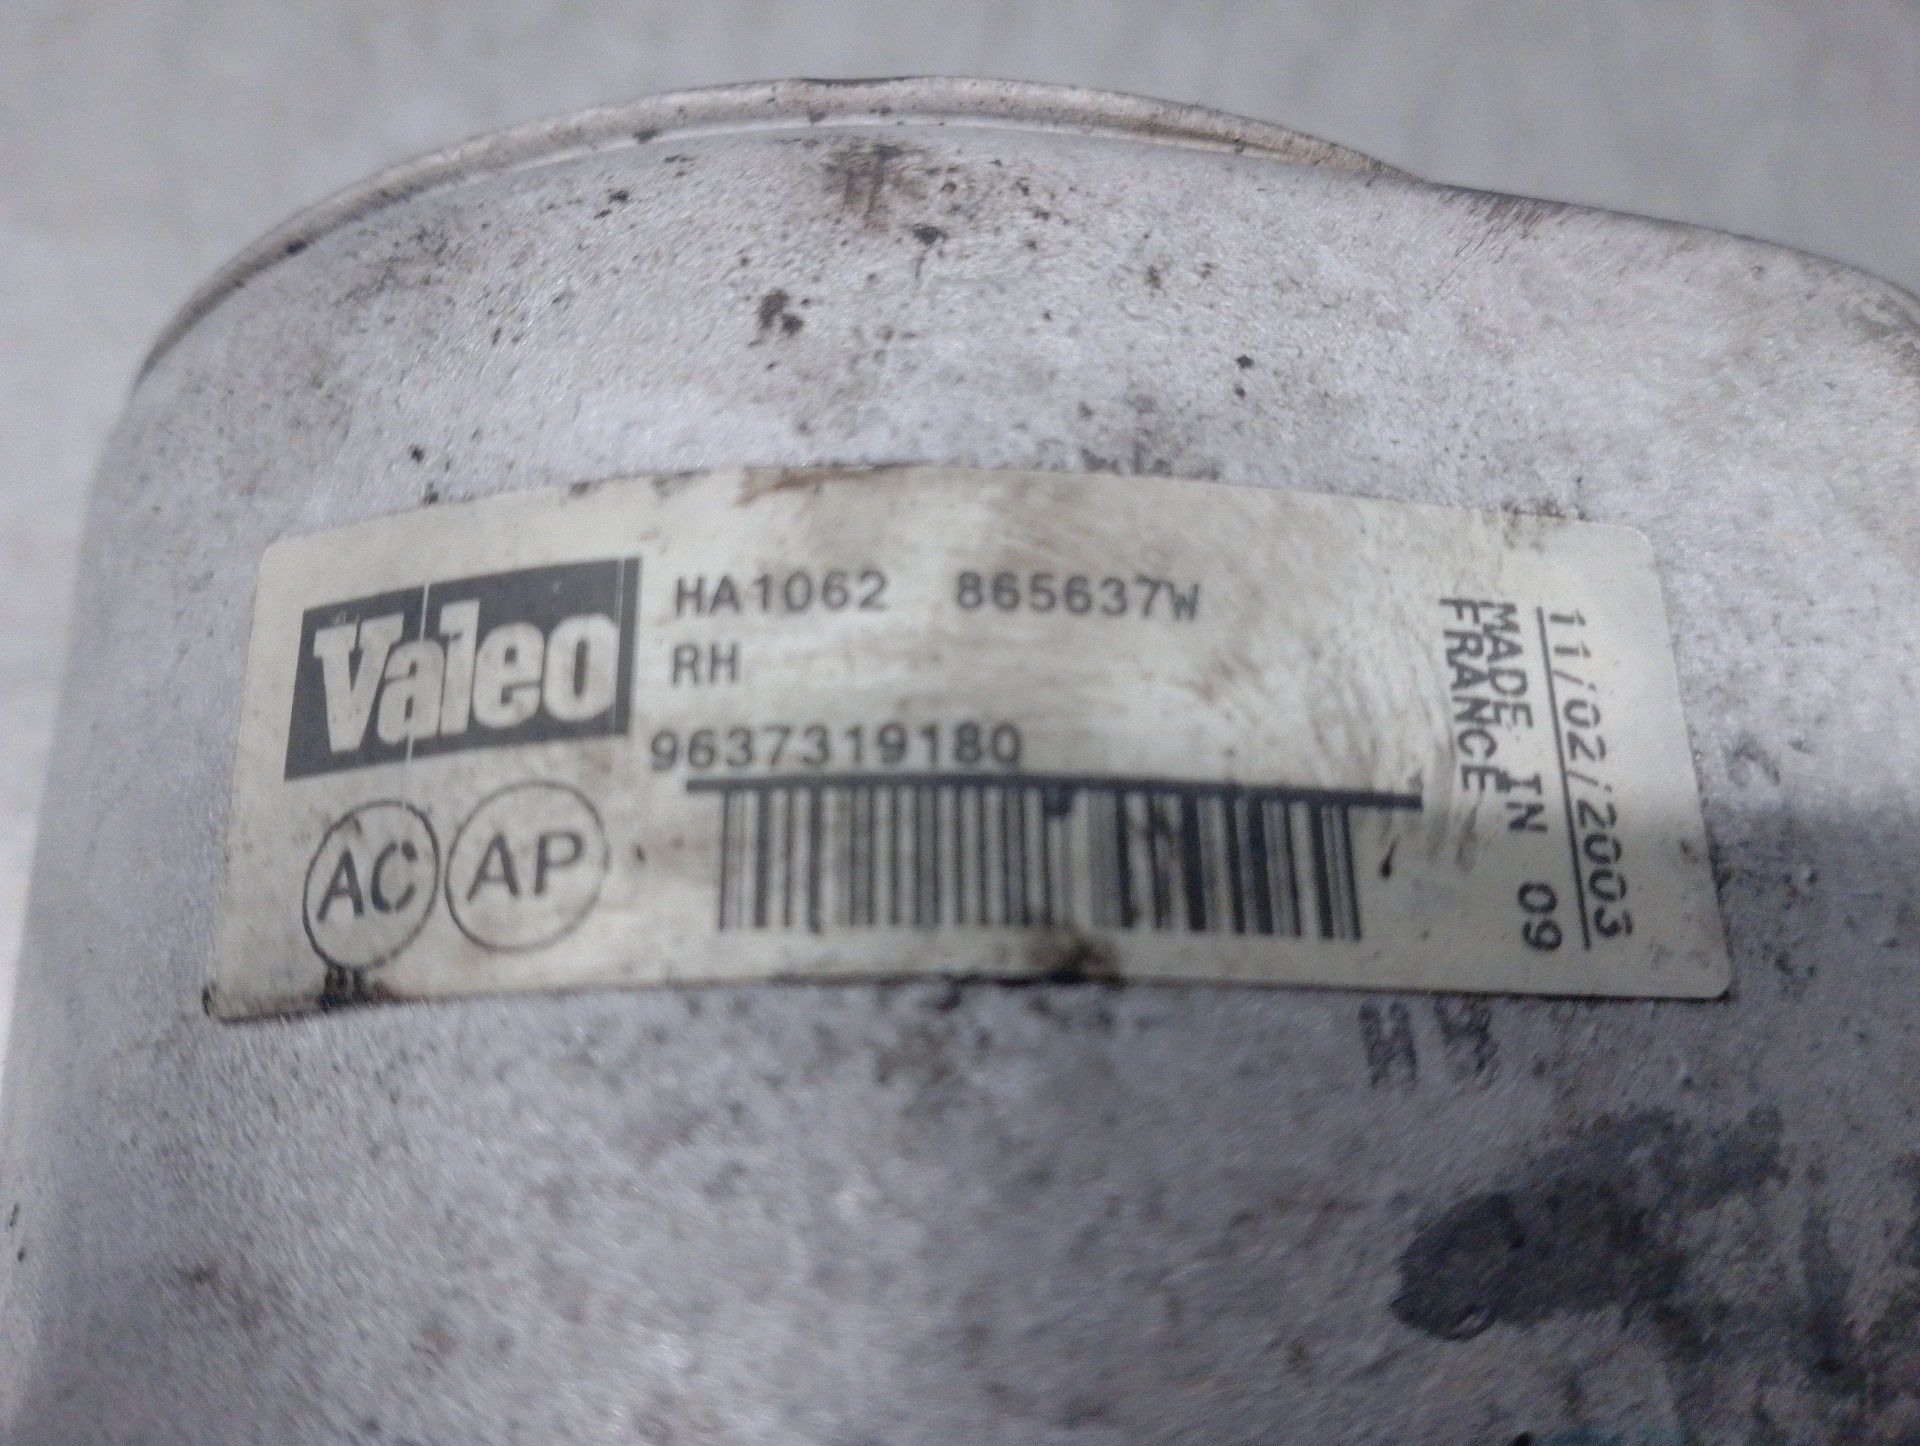 Valeo
HA1062 865637W
RH
9637319180
AC AP
MADE IN 09
FRANCE
11/02/2003